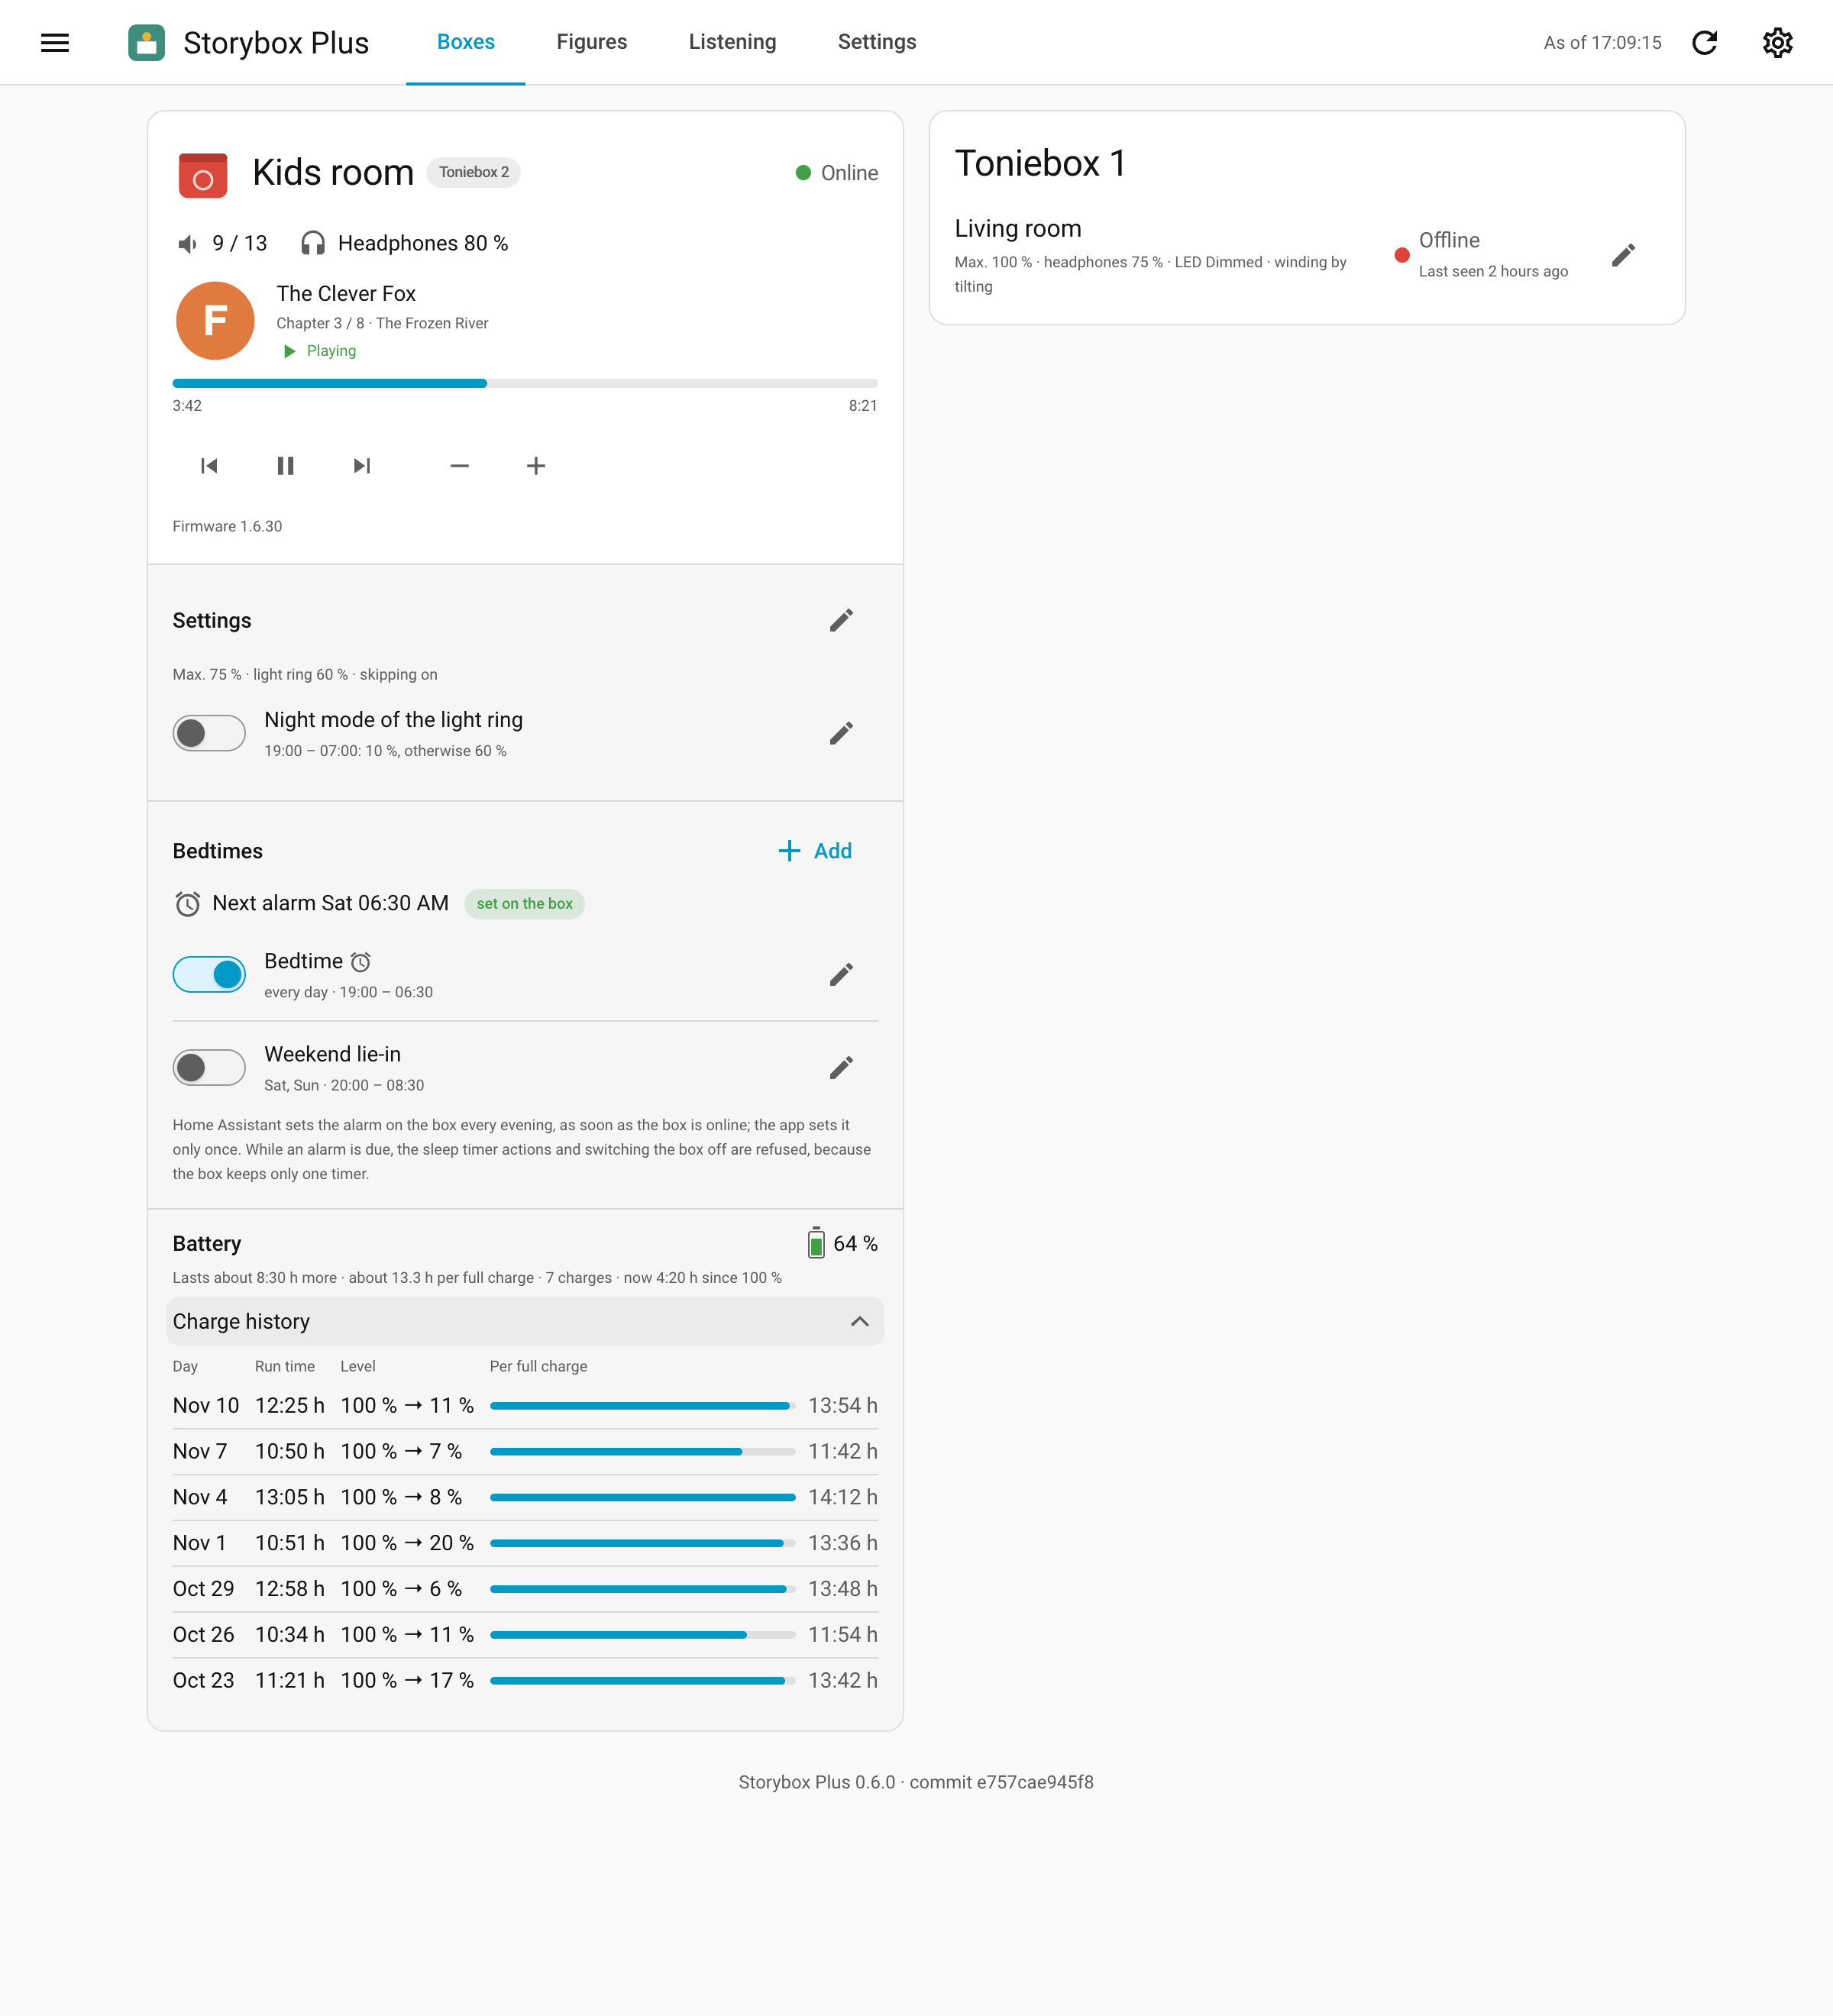 Storybox Plus
Boxes
Figures
Listening
Settings
As of 17:09:15
Kids room
Toniebox 2
Online
9 / 13
Headphones 80 %
F
The Clever Fox
Chapter 3 / 8 · The Frozen River
Playing
3:42
8:21
Firmware 1.6.30
Settings
Max. 75 % · light ring 60 % · skipping on
Night mode of the light ring
19:00 – 07:00: 10 %, otherwise 60 %
Bedtimes
Add
Next alarm Sat 06:30 AM
set on the box
Bedtime
every day · 19:00 – 06:30
Weekend lie-in
Sat, Sun · 20:00 – 08:30
Home Assistant sets the alarm on the box every evening, as soon as the box is online; the app sets it
only once. While an alarm is due, the sleep timer actions and switching the box off are refused, because
the box keeps only one timer.
Battery
64 %
Lasts about 8:30 h more · about 13.3 h per full charge · 7 charges · now 4:20 h since 100 %
Charge history
Day Run time Level Per full charge
Nov 10 12:25 h 100 % → 11 % 13:54 h
Nov 7 10:50 h 100 % → 7 % 11:42 h
Nov 4 13:05 h 100 % → 8 % 14:12 h
Nov 1 10:51 h 100 % → 20 % 13:36 h
Oct 29 12:58 h 100 % → 6 % 13:48 h
Oct 26 10:34 h 100 % → 11 % 11:54 h
Oct 23 11:21 h 100 % → 17 % 13:42 h
Toniebox 1
Living room
Max. 100 % · headphones 75 % · LED Dimmed · winding by
tilting
Offline
Last seen 2 hours ago
Storybox Plus 0.6.0 · commit e757cae945f8